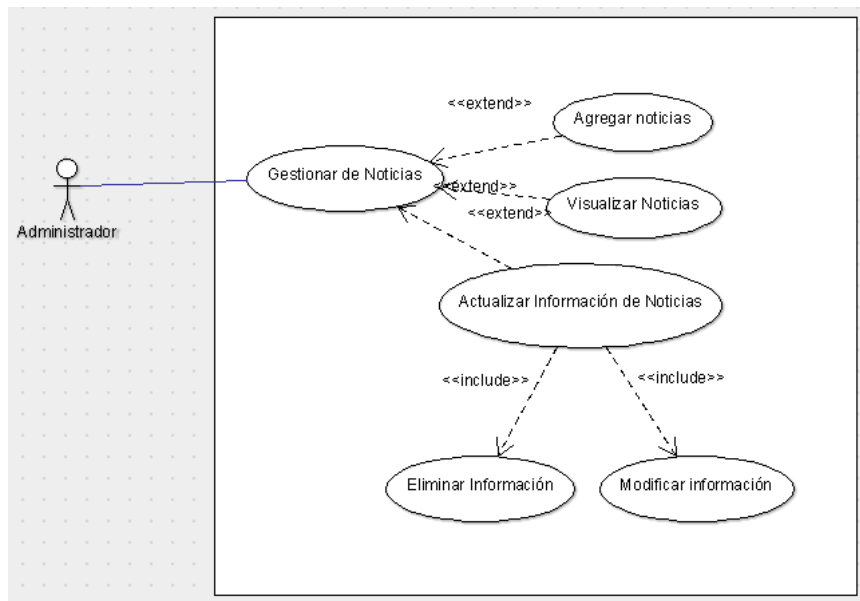 <<extend>>
Agregar noticias
Gestionar de Noticias
<<extend>>
Visualizar Noticias
<<extend>>
Administrador
Actualizar Información de Noticias
<<include>>
<<include>>
Eliminar Información
Modificar información